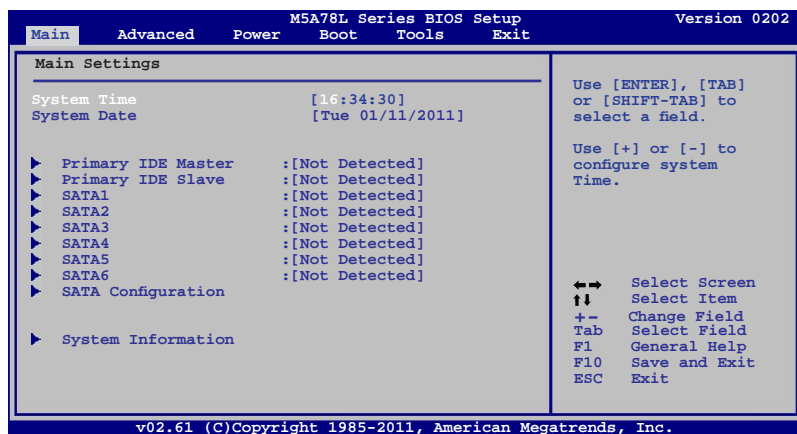 M5A78L Series BIOS Setup Version 0202
Main Advanced Power Boot Tools Exit
Main Settings
System Time [16:34:30]
System Date [Tue 01/11/2011]
Primary IDE Master :[Not Detected]
Primary IDE Slave :[Not Detected]
SATA1 :[Not Detected]
SATA2 :[Not Detected]
SATA3 :[Not Detected]
SATA4 :[Not Detected]
SATA5 :[Not Detected]
SATA6 :[Not Detected]
SATA Configuration
System Information
Use [ENTER], [TAB]
or [SHIFT-TAB] to
select a field.
Use [+] or [-] to
configure system
Time.
←→ Select Screen
↑↓ Select Item
+- Change Field
Tab Select Field
F1 General Help
F10 Save and Exit
ESC Exit
v02.61 (C)Copyright 1985-2011, American Megatrends, Inc.